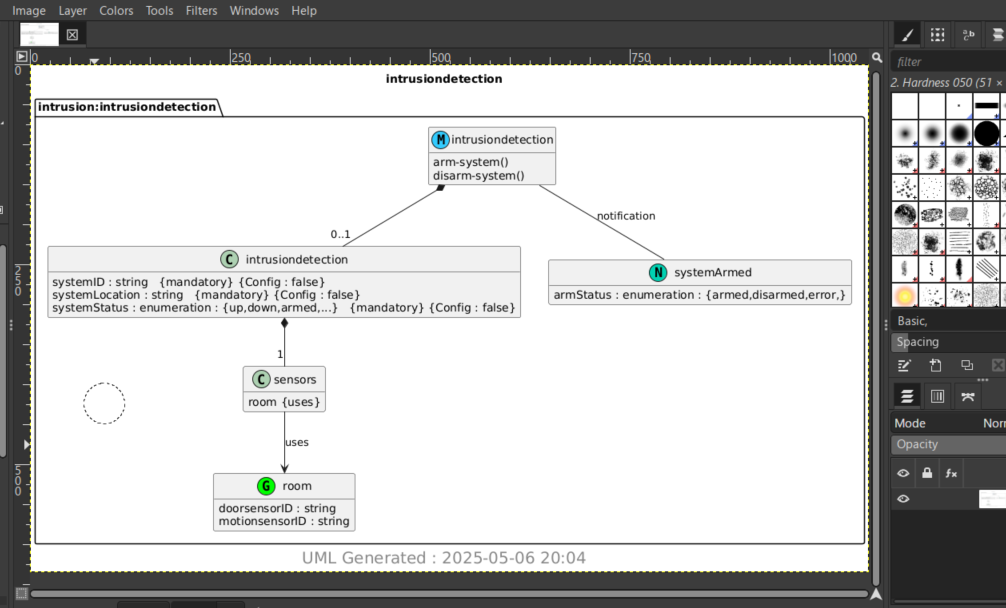 Image Layer Colors Tools Filters Windows Help
0 250 500 750 1000
0
250
500
intrusiondetection
intrusion:intrusiondetection
M intrusiondetection
arm-system()
disarm-system()
notification
0..1
C intrusiondetection
systemID : string {mandatory} {Config : false}
systemLocation : string {mandatory} {Config : false}
systemStatus : enumeration : {up,down,armed,...} {mandatory} {Config : false}
N systemArmed
armStatus : enumeration : {armed,disarmed,error,}
1
C sensors
room {uses}
uses
G room
doorsensorID : string
motionsensorID : string
UML Generated : 2025-05-06 20:04
filter
2. Hardness 050 (51 ×
Basic,
Spacing
Mode
Opacity